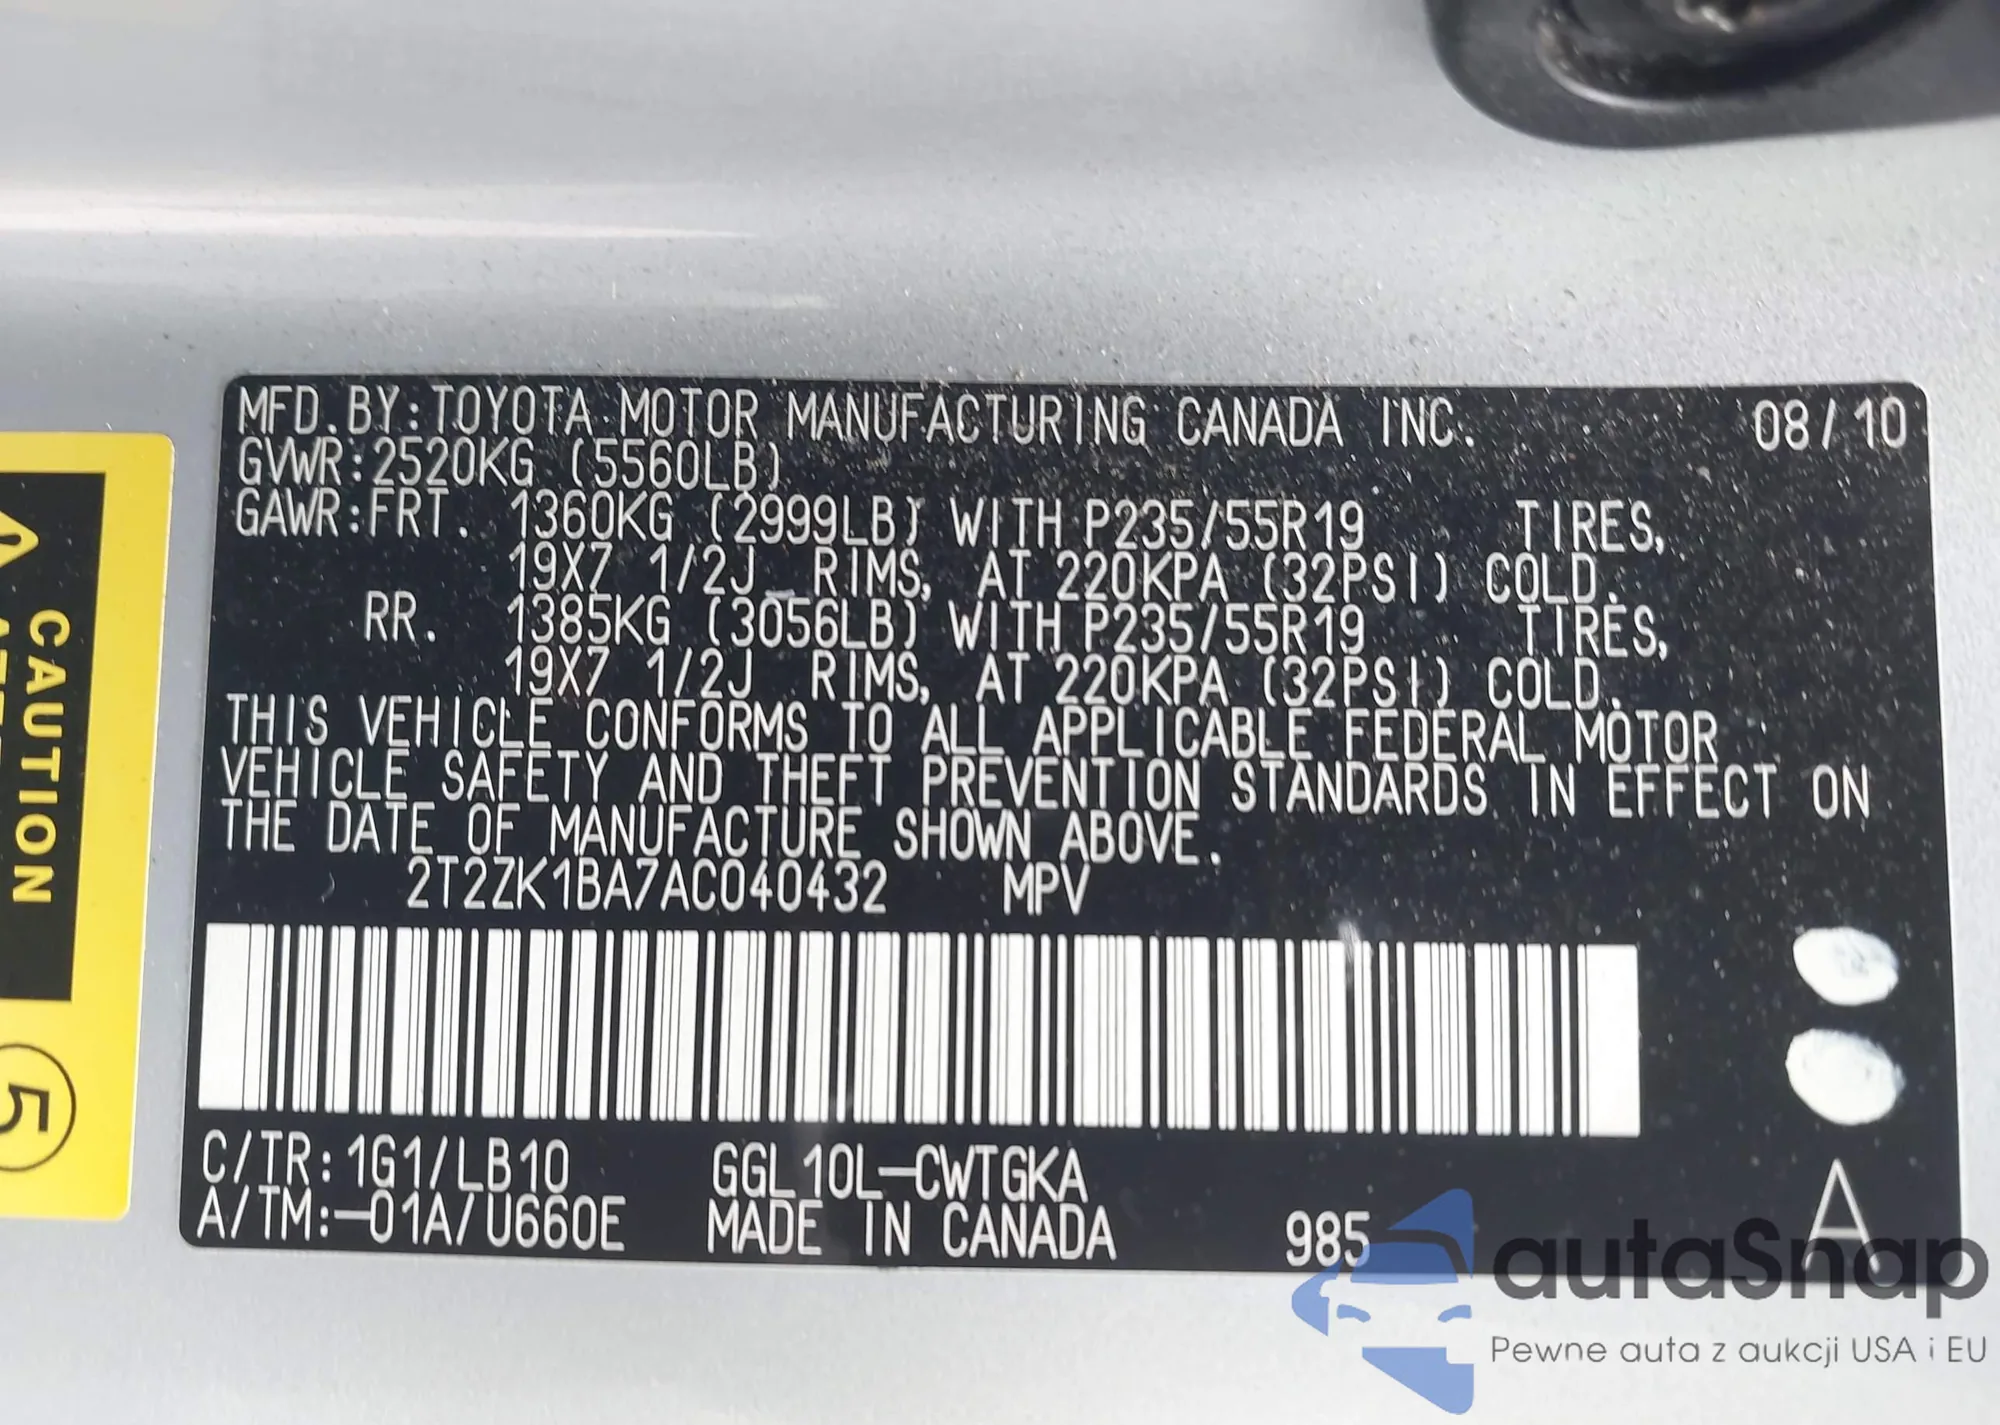 MFD.BY:TOYOTA MOTOR MANUFACTURING CANADA INC. 08/10
GVWR:2520KG (5560LB)
GAWR:FRT. 1360KG (2999LB) WITH P235/55R19 TIRES,
19X7 1/2J RIMS, AT 220KPA (32PSI) COLD.
RR. 1385KG (3056LB) WITH P235/55R19 TIRES,
19X7 1/2J RIMS, AT 220KPA (32PSI) COLD.
THIS VEHICLE CONFORMS TO ALL APPLICABLE FEDERAL MOTOR
VEHICLE SAFETY AND THEFT PREVENTION STANDARDS IN EFFECT ON
THE DATE OF MANUFACTURE SHOWN ABOVE.
2T2ZK1BA7AC040432 MPV
C/TR:1G1/LB10 GGL10L-CWTGKA
A/TM:-01A/U660E MADE IN CANADA 985 A
CAUTION
5
autaSnap
Pewne auta z aukcji USA i EU